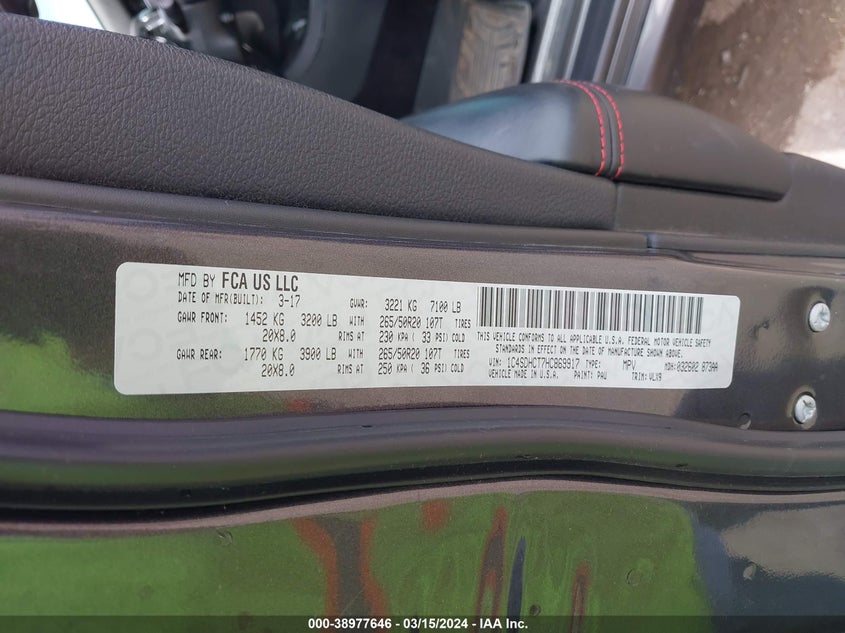 MFD BY FCA US LLC
DATE OF MFR(BUILT): 3-17 GVWR: 3221 KG 7100 LB
GAWR FRONT: 1452 KG 3200 LB WITH 265/50R20 107T TIRES
20X8.0 RIMS AT 230 KPA ( 33 PSI) COLD
GAWR REAR: 1770 KG 3900 LB WITH 265/50R20 107T TIRES
20X8.0 RIMS AT 250 KPA ( 36 PSI) COLD
THIS VEHICLE CONFORMS TO ALL APPLICABLE U.S.A. FEDERAL MOTOR VEHICLE SAFETY
STANDARDS IN EFFECT ON THE DATE OF MANUFACTURE SHOWN ABOVE.
VIN: 1C4SDHCT7HC869917 TYPE: MPV MDH: 032602 873AA
VEHICLE MADE IN U.S.A. PAINT: PAU TRIM: VLX9
000-38977646 - 03/15/2024 - IAA Inc.